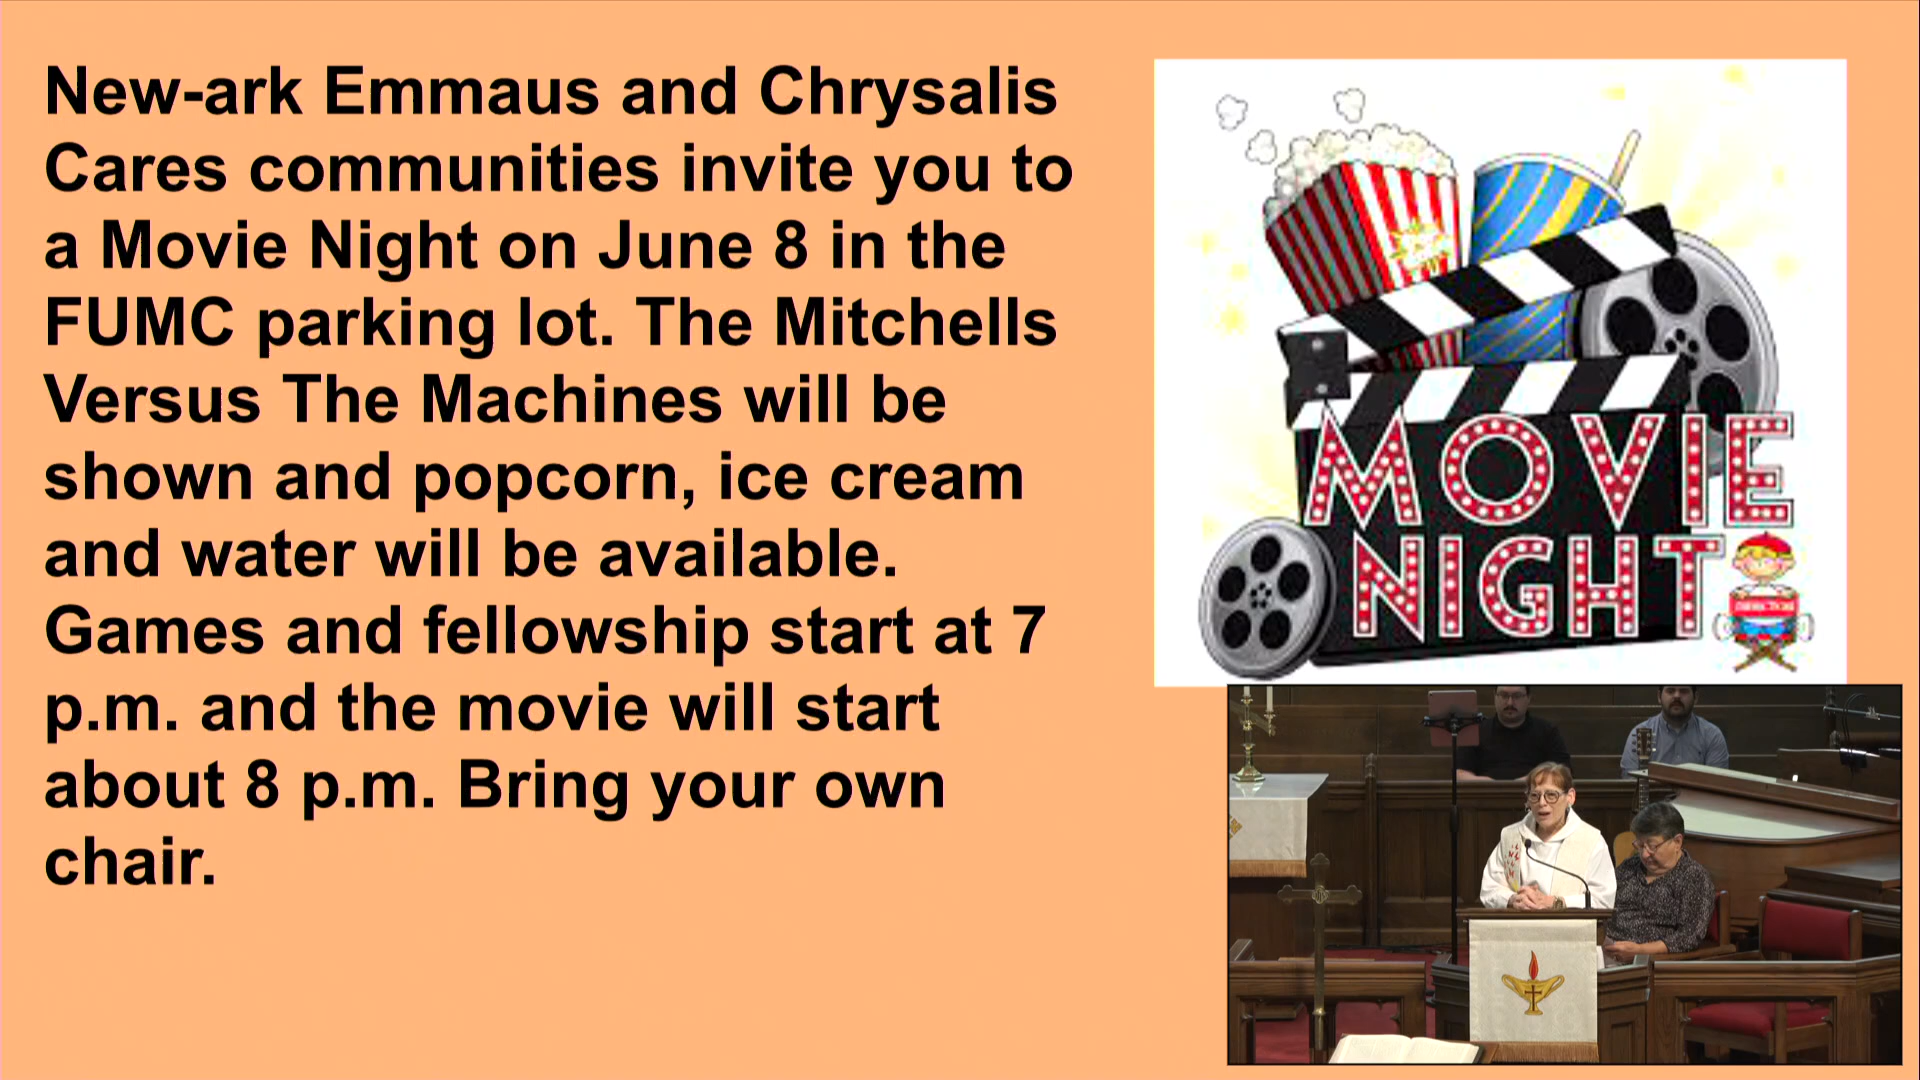 New-ark Emmaus and Chrysalis
Cares communities invite you to
a Movie Night on June 8 in the
FUMC parking lot. The Mitchells
Versus The Machines will be
shown and popcorn, ice cream
and water will be available.
Games and fellowship start at 7
p.m. and the movie will start
about 8 p.m. Bring your own
chair.
MOVIE
NIGHT